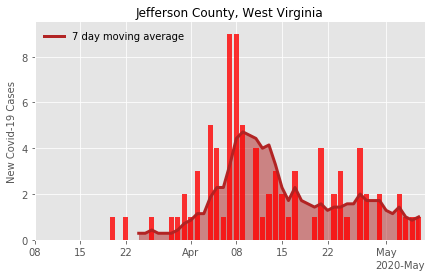 Jefferson County, West Virginia
7 day moving average
New Covid-19 Cases
8
6
4
2
0
08 15 22 Apr 08 15 22 May
2020-May